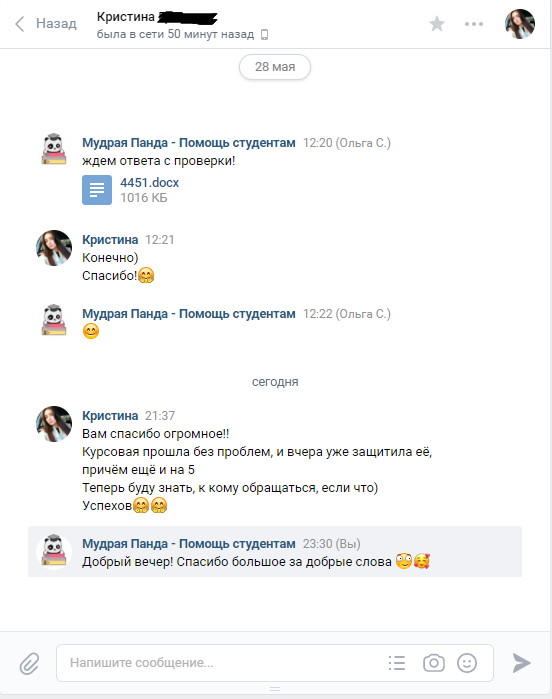 Назад
Кристина
была в сети 50 минут назад
28 мая
Мудрая Панда - Помощь студентам 12:20 (Ольга С.)
ждем ответа с проверки!
4451.docx
1016 КБ
Кристина 12:21
Конечно)
Спасибо!🤗
Мудрая Панда - Помощь студентам 12:22 (Ольга С.)
😊
сегодня
Кристина 21:37
Вам спасибо огромное!!
Курсовая прошла без проблем, и вчера уже защитила её,
причём ещё и на 5
Теперь буду знать, к кому обращаться, если что)
Успехов🤗🤗
Мудрая Панда - Помощь студентам 23:30 (Вы)
Добрый вечер! Спасибо большое за добрые слова 😳🥰
Напишите сообщение...